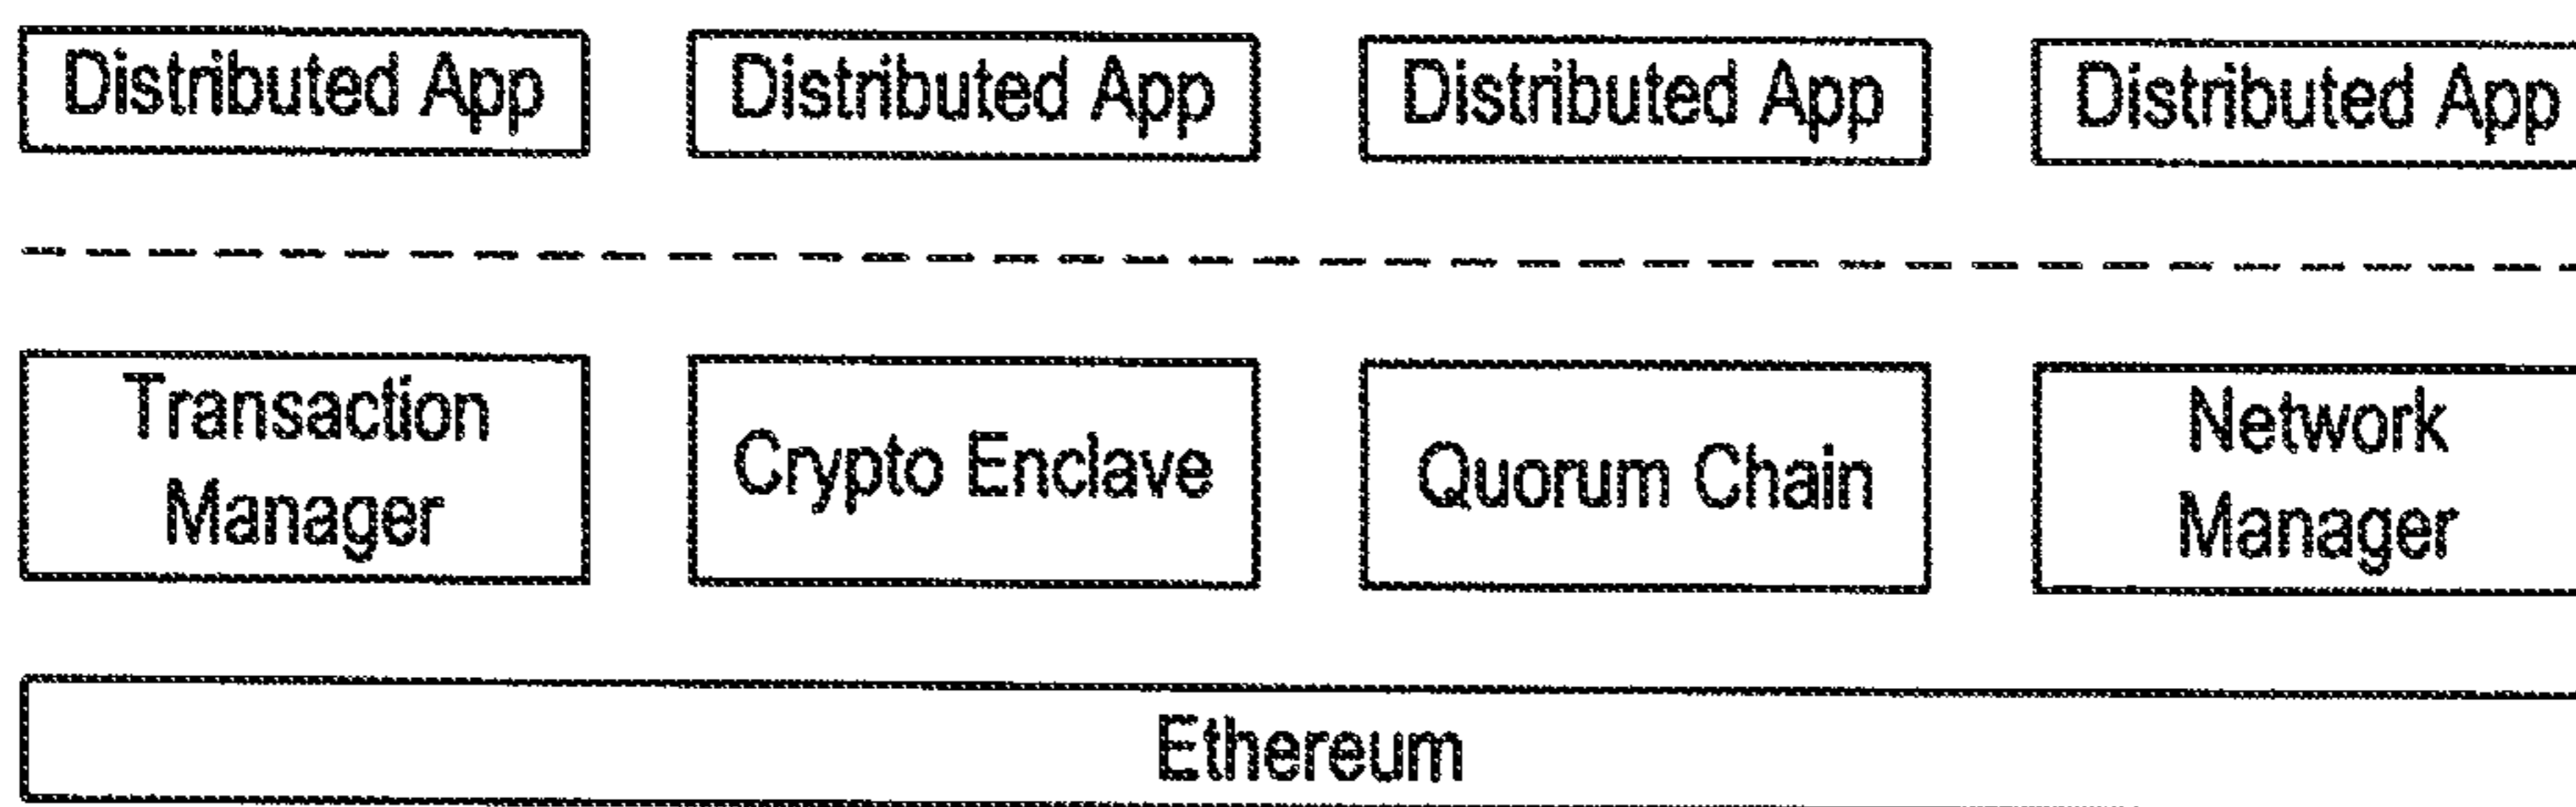 Distributed App
Distributed App
Distributed App
Distributed App
Transaction
Manager
Crypto Enclave
Quorum Chain
Network
Manager
Ethereum